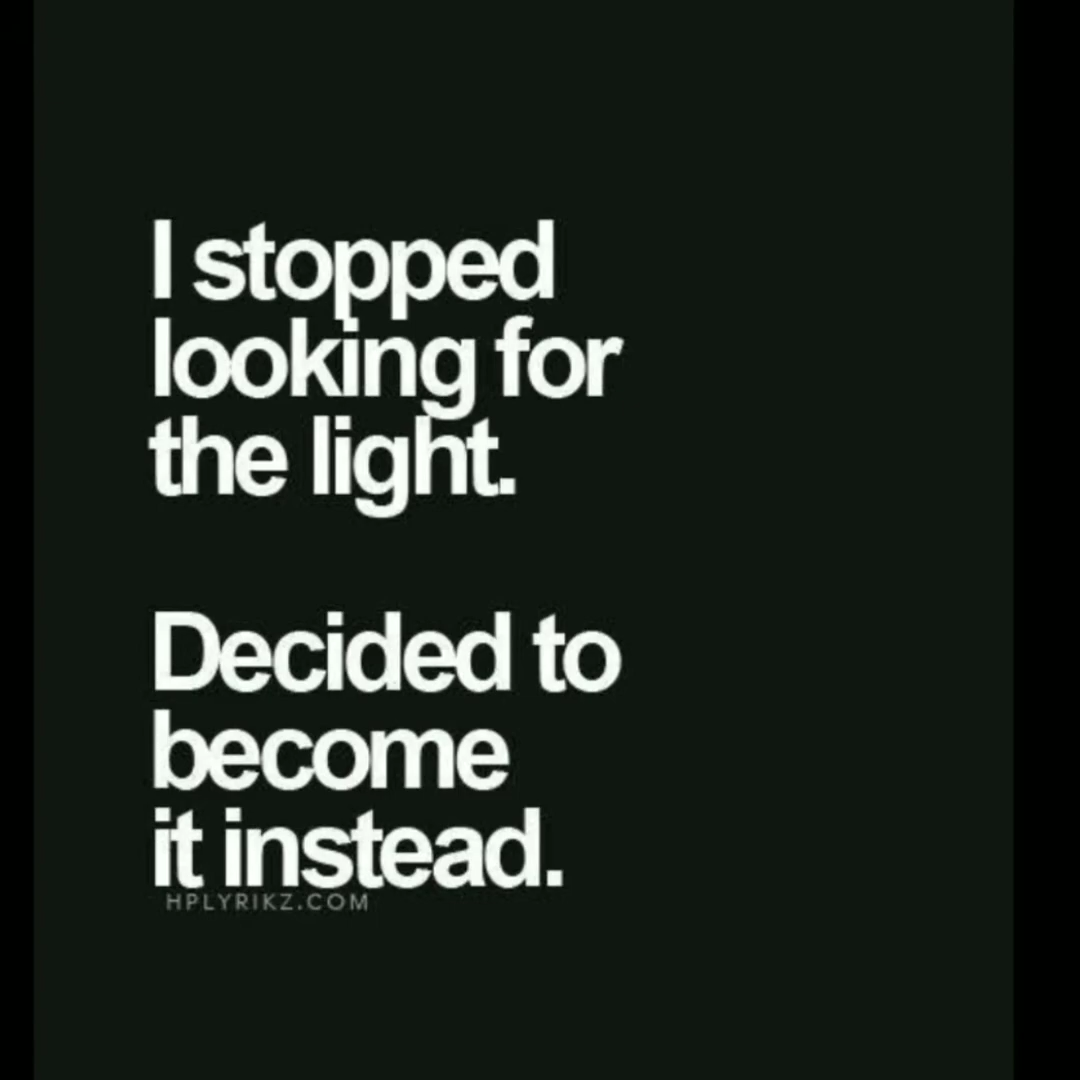 I stopped
looking for
the light.
Decided to
become
it instead.
HPLYRIKZ.COM